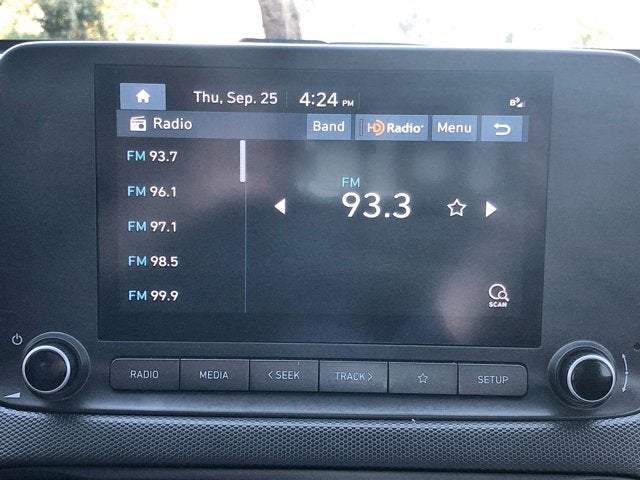 Thu, Sep. 25 4:24 PM
Radio Band HD Radio Menu
FM 93.7
FM 96.1
FM 97.1
FM 98.5
FM 99.9
FM
93.3
SCAN
RADIO MEDIA < SEEK TRACK > SETUP